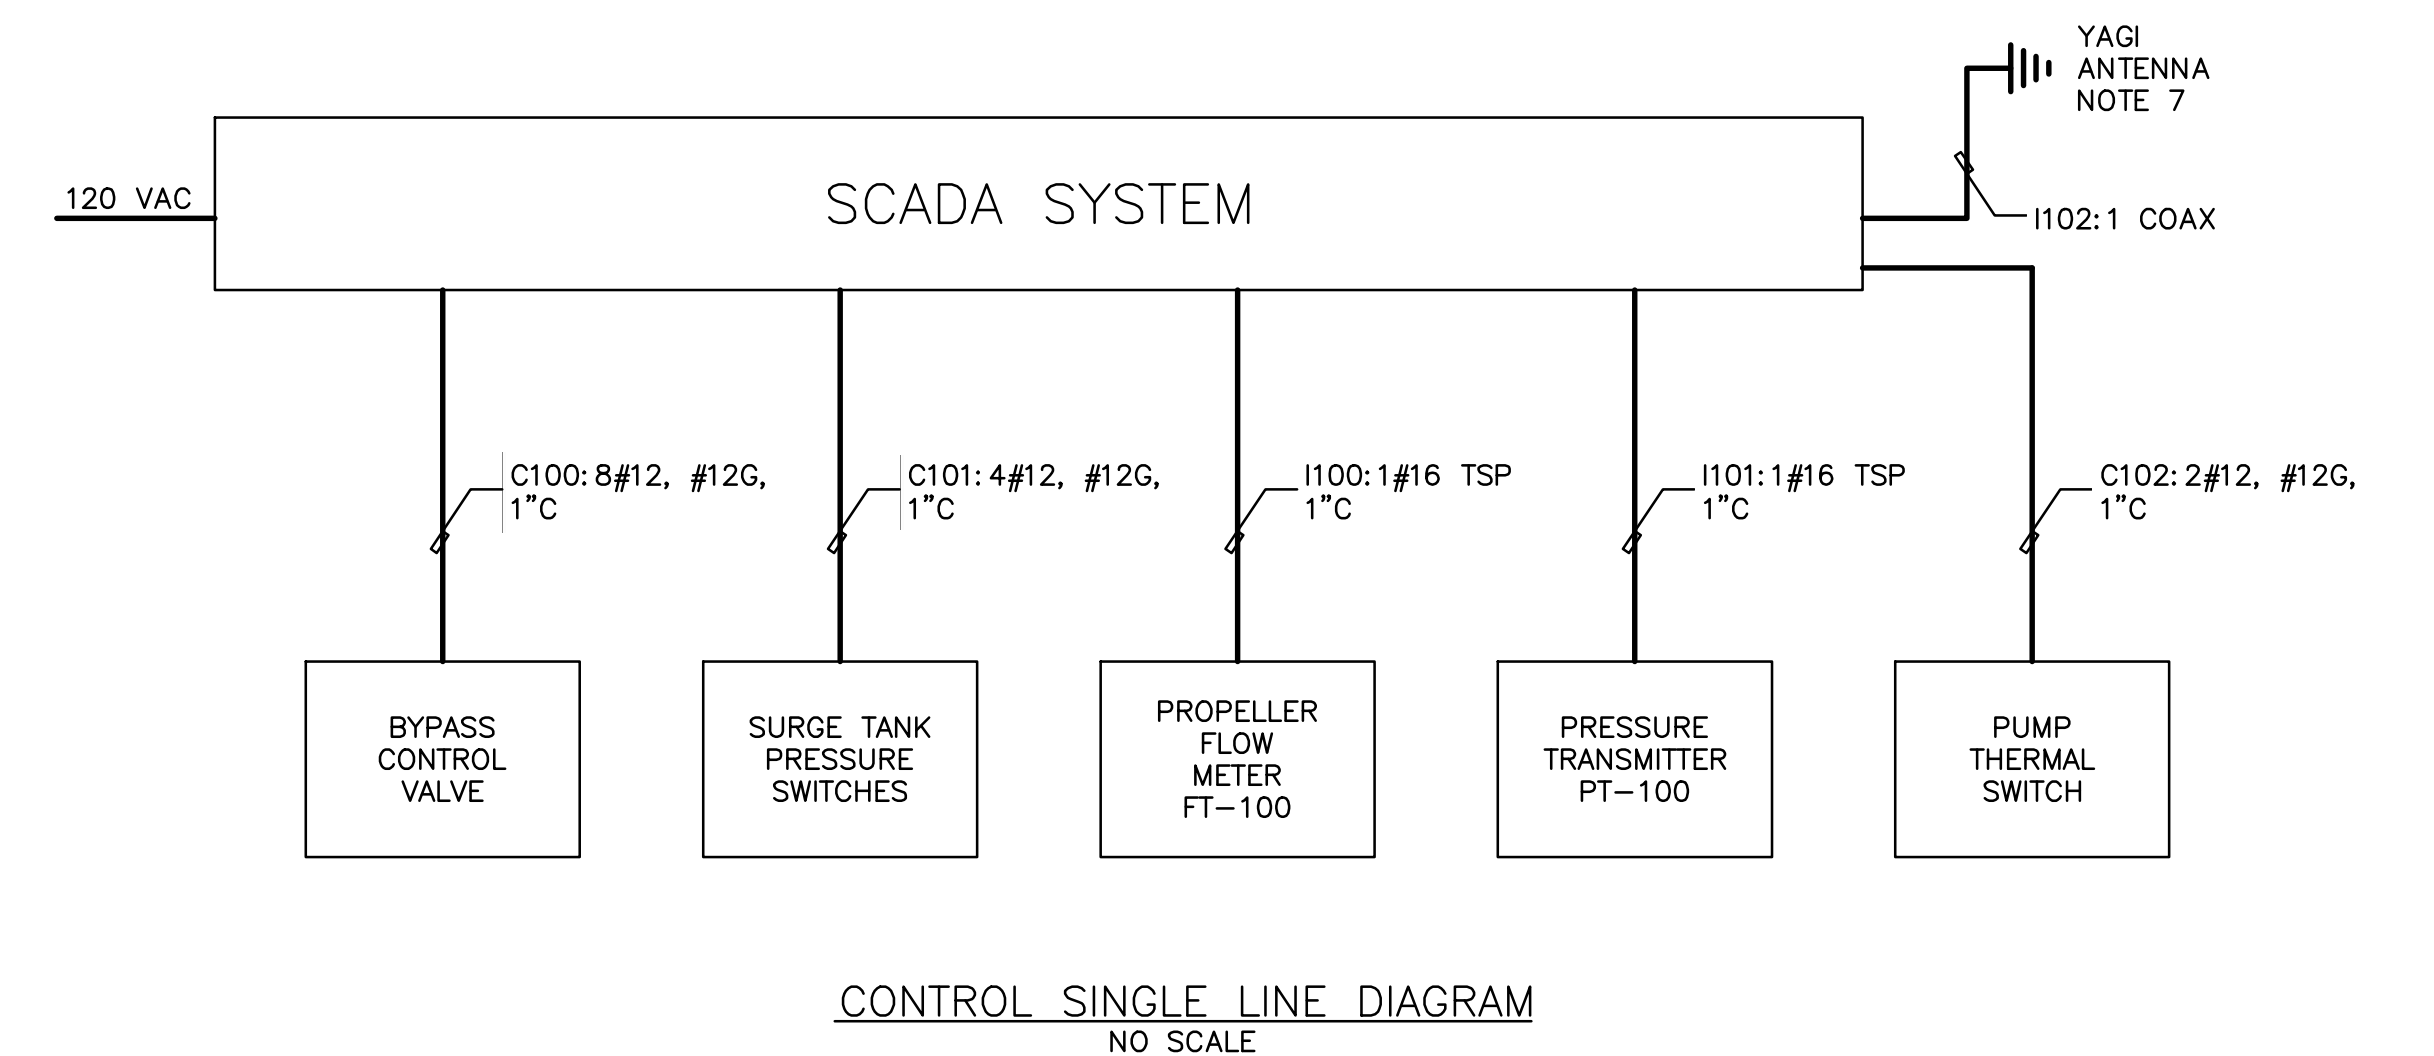 YAGI
ANTENNA
NOTE 7
120 VAC
SCADA SYSTEM
I102:1 COAX
C100:8#12, #12G,
1"C
C101:4#12, #12G,
1"C
I100:1#16 TSP
1"C
I101:1#16 TSP
1"C
C102:2#12, #12G,
1"C
BYPASS
CONTROL
VALVE
SURGE TANK
PRESSURE
SWITCHES
PROPELLER
FLOW
METER
FT-100
PRESSURE
TRANSMITTER
PT-100
PUMP
THERMAL
SWITCH
CONTROL SINGLE LINE DIAGRAM
NO SCALE